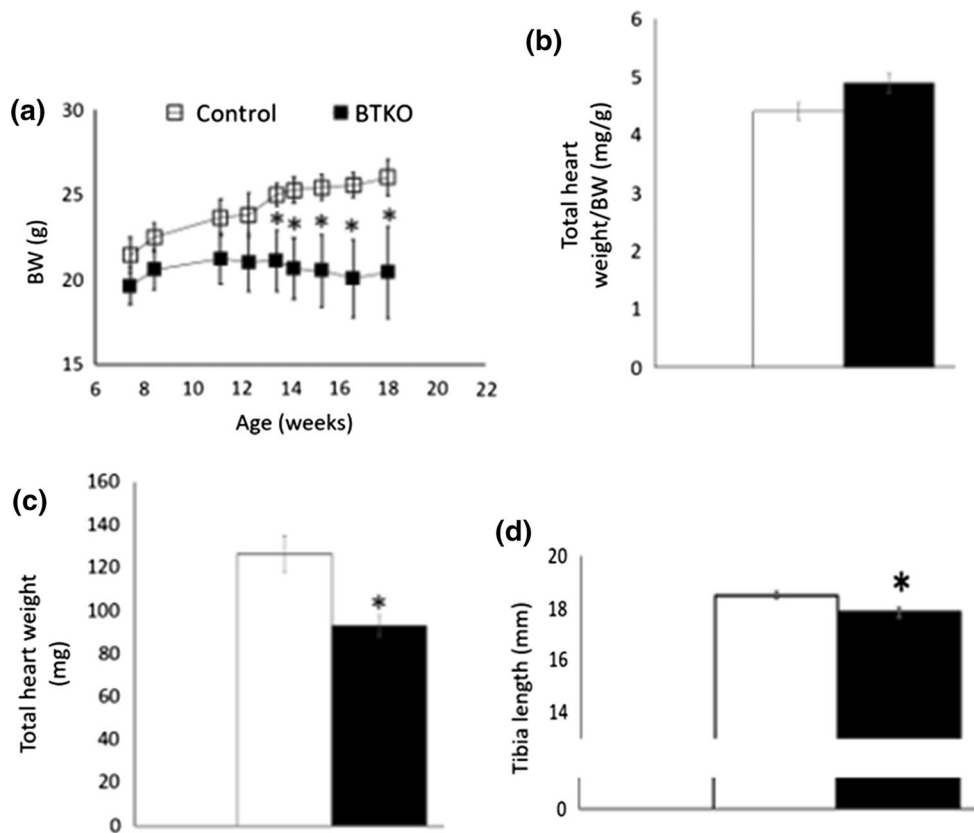 (a)
Control
BTKO
30
25
20
15
BW (g)
* * * * *
6 8 10 12 14 16 18 20 22
Age (weeks)
(b)
6
5
4
3
2
1
0
Total heart
weight/BW (mg/g)
(c)
160
140
120
100
80
60
40
20
0
Total heart weight
(mg)
*
(d)
20
18
16
14
0
Tibia length (mm)
*